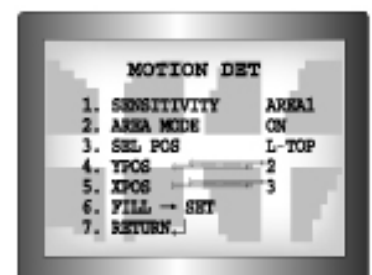 MOTION DET
1. SENSITIVITY AREA1
2. AREA MODE ON
3. SEL POS L-TOP
4. YPOS 2
5. XPOS 3
6. FILL → SET
7. RETURN ↲